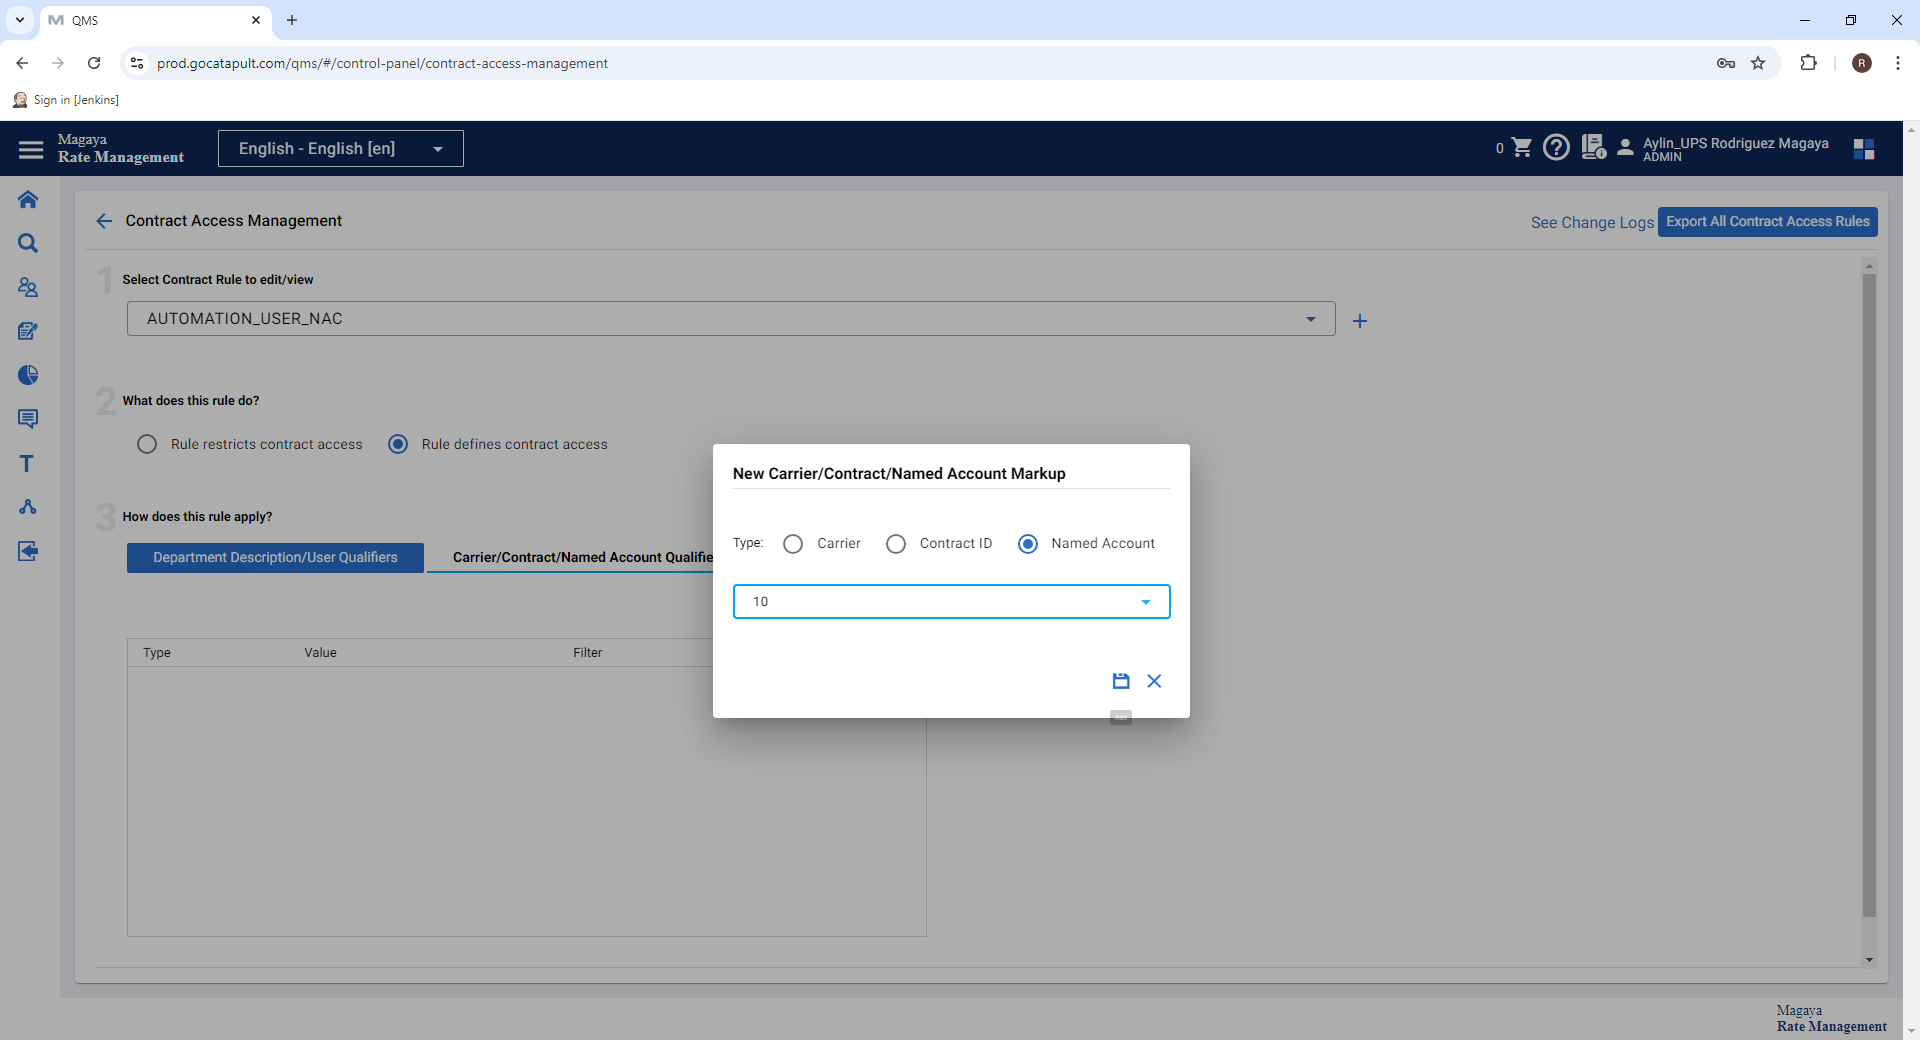 QMS
prod.gocatapult.com/qms/#/control-panel/contract-access-management
R
Sign in [Jenkins]
Magaya
Rate Management
English - English [en]
0
Aylin_UPS Rodriguez Magaya
ADMIN
Contract Access Management
See Change Logs
Export All Contract Access Rules
1
Select Contract Rule to edit/view
AUTOMATION_USER_NAC
2
What does this rule do?
Rule restricts contract access
Rule defines contract access
3
How does this rule apply?
Department Description/User Qualifiers
Carrier/Contract/Named Account Qualifie
Type
Value
Filter
New Carrier/Contract/Named Account Markup
Type:
Carrier
Contract ID
Named Account
10
Add
Magaya
Rate Management